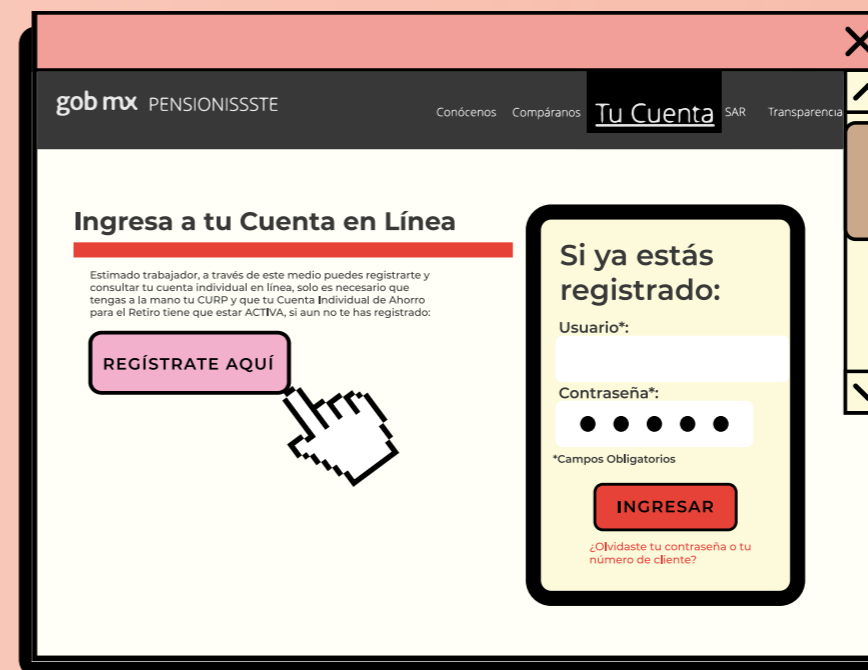 gob mx PENSIONISSSTE
Conócenos Compáranos Tu Cuenta SAR Transparencia
Ingresa a tu Cuenta en Línea
Estimado trabajador, a través de este medio puedes registrarte y
consultar tu cuenta individual en línea, solo es necesario que
tengas a la mano tu CURP y que tu Cuenta Individual de Ahorro
para el Retiro tiene que estar ACTIVA, si aun no te has registrado:
REGÍSTRATE AQUÍ
Si ya estás
registrado:
Usuario*:
Contraseña*:
*Campos Obligatorios
INGRESAR
¿Olvidaste tu contraseña o tu
número de cliente?